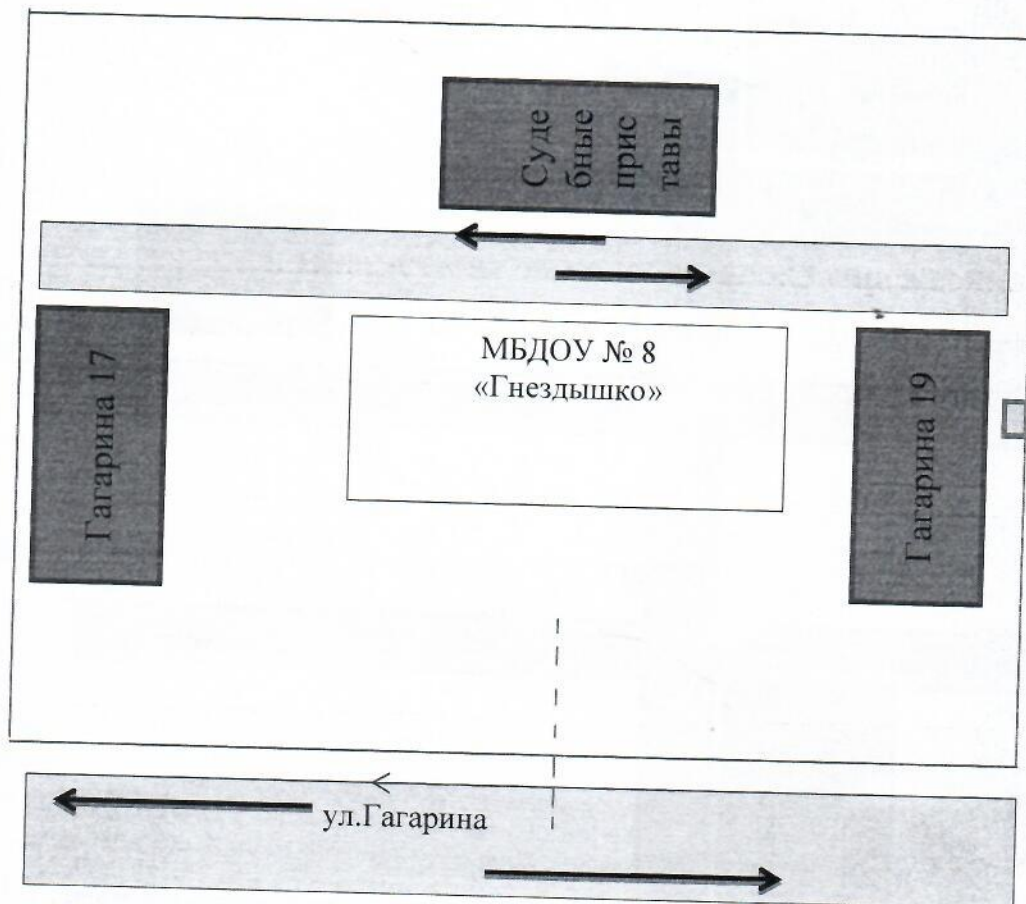 Суде
бные
прис
тавы
МБДОУ № 8
«Гнездышко»
Гагарина 17
Гагарина 19
ул.Гагарина